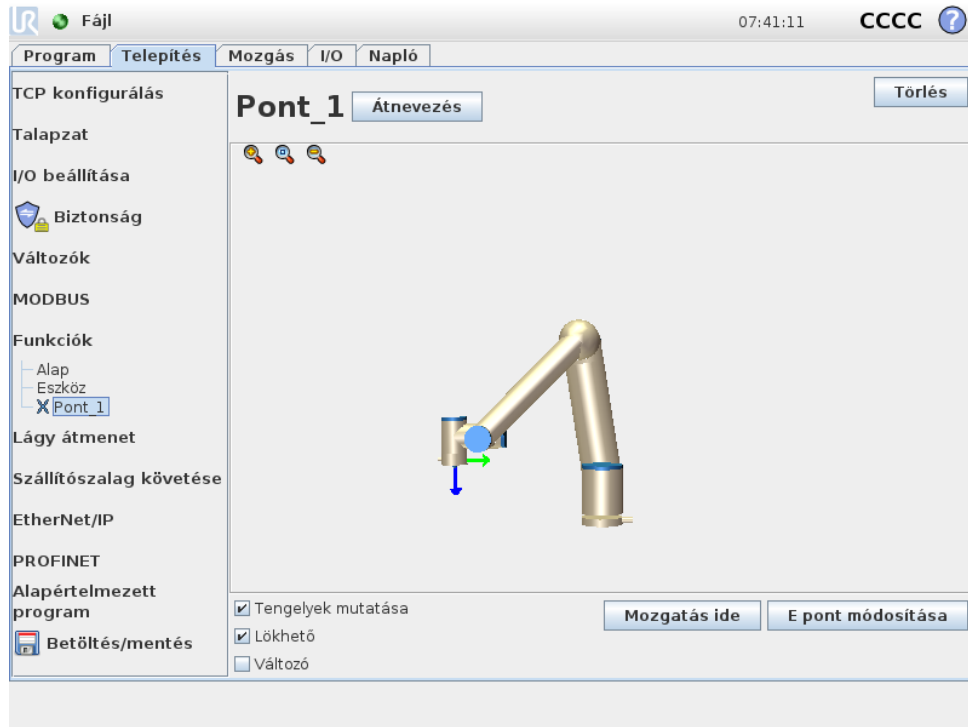 UR Fájl 07:41:11 CCCC ?
Program Telepítés Mozgás I/O Napló
TCP konfigurálás
Talapzat
I/O beállítása
Biztonság
Változók
MODBUS
Funkciók
Alap
Eszköz
Pont_1
Lágy átmenet
Szállítószalag követése
EtherNet/IP
PROFINET
Alapértelmezett
program
Betöltés/mentés
Pont_1 Átnevezés Törlés
Tengelyek mutatása
Lökhető
Változó
Mozgatás ide E pont módosítása